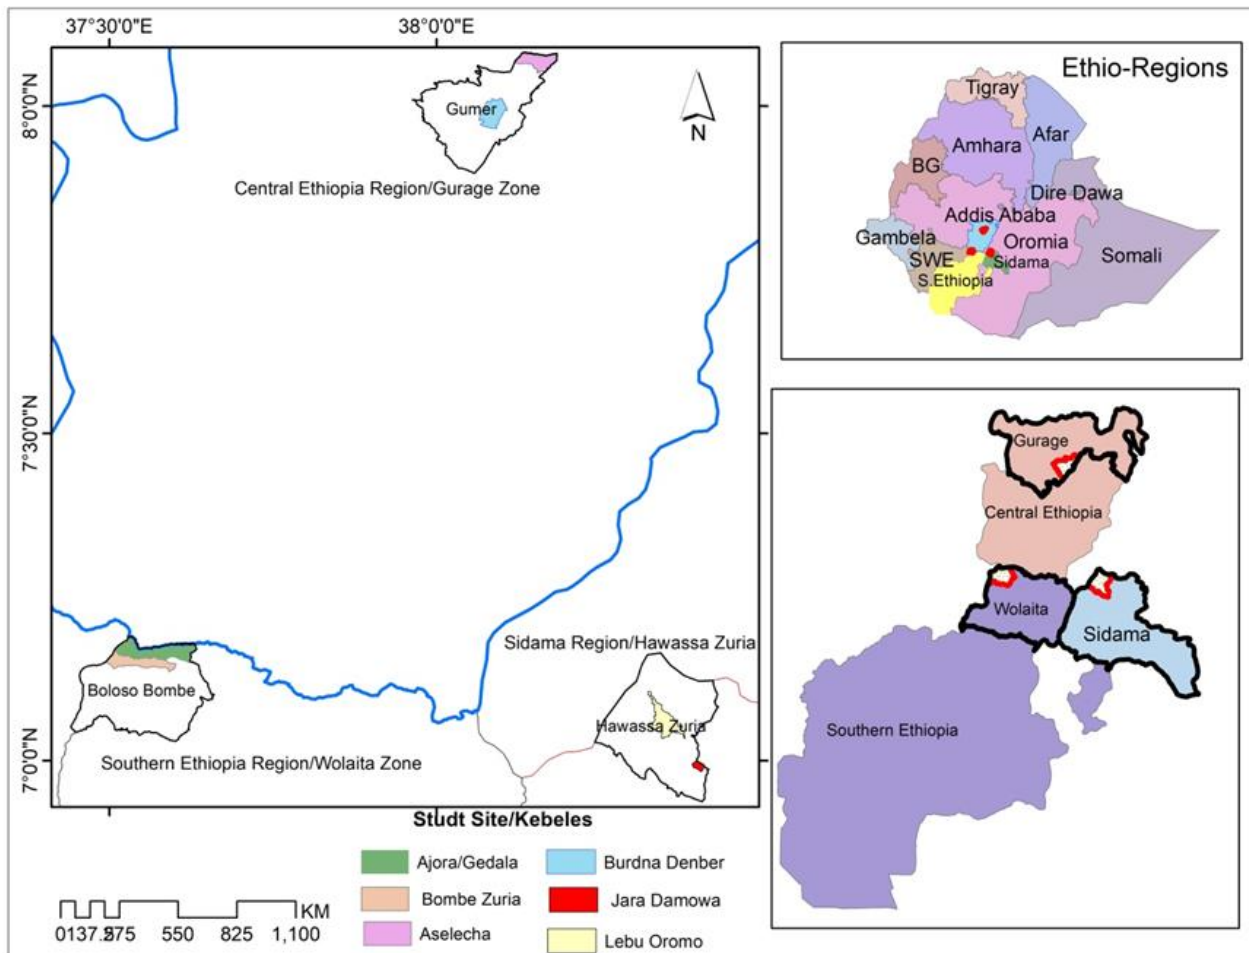 37°30'0"E
38°0'0"E
8°0'0"N
7°30'0"N
7°0'0"N
Gumer
N
Central Ethiopia Region/Gurage Zone
Sidama Region/Hawassa Zuria
Boloso Bombe
Hawassa Zuria
Southern Ethiopia Region/Wolaita Zone
Ethio-Regions
Tigray
Afar
Amhara
BG
Dire Dawa
Addis Ababa
Gambela
Oromia
SWE
Sidama
Somali
S.Ethiopia
Gurage
Central Ethiopia
Wolaita
Sidama
Southern Ethiopia
Studt Site/Kebeles
Ajora/Gedala
Burdna Denber
Bombe Zuria
Jara Damowa
Aselecha
Lebu Oromo
KM
550 825 1,100